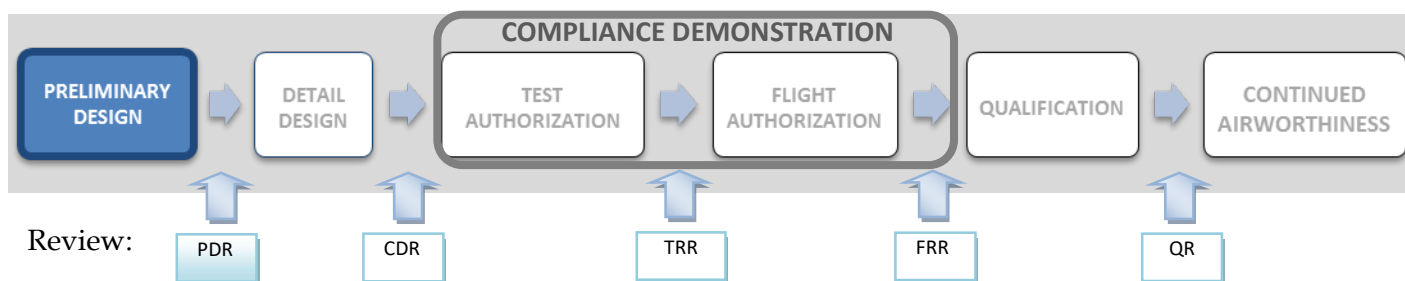 COMPLIANCE DEMONSTRATION
PRELIMINARY
DESIGN
DETAIL
DESIGN
TEST
AUTHORIZATION
FLIGHT
AUTHORIZATION
QUALIFICATION
CONTINUED
AIRWORTHINESS
Review:
PDR
CDR
TRR
FRR
QR